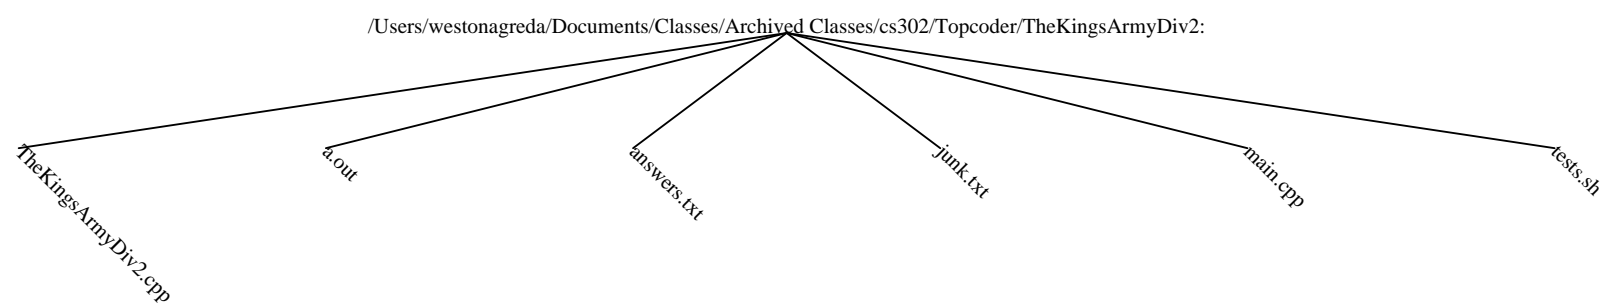 /Users/westonagreda/Documents/Classes/Archived Classes/cs302/Topcoder/TheKingsArmyDiv2:
TheKingsArmyDiv2.cpp
a.out
answers.txt
junk.txt
main.cpp
tests.sh